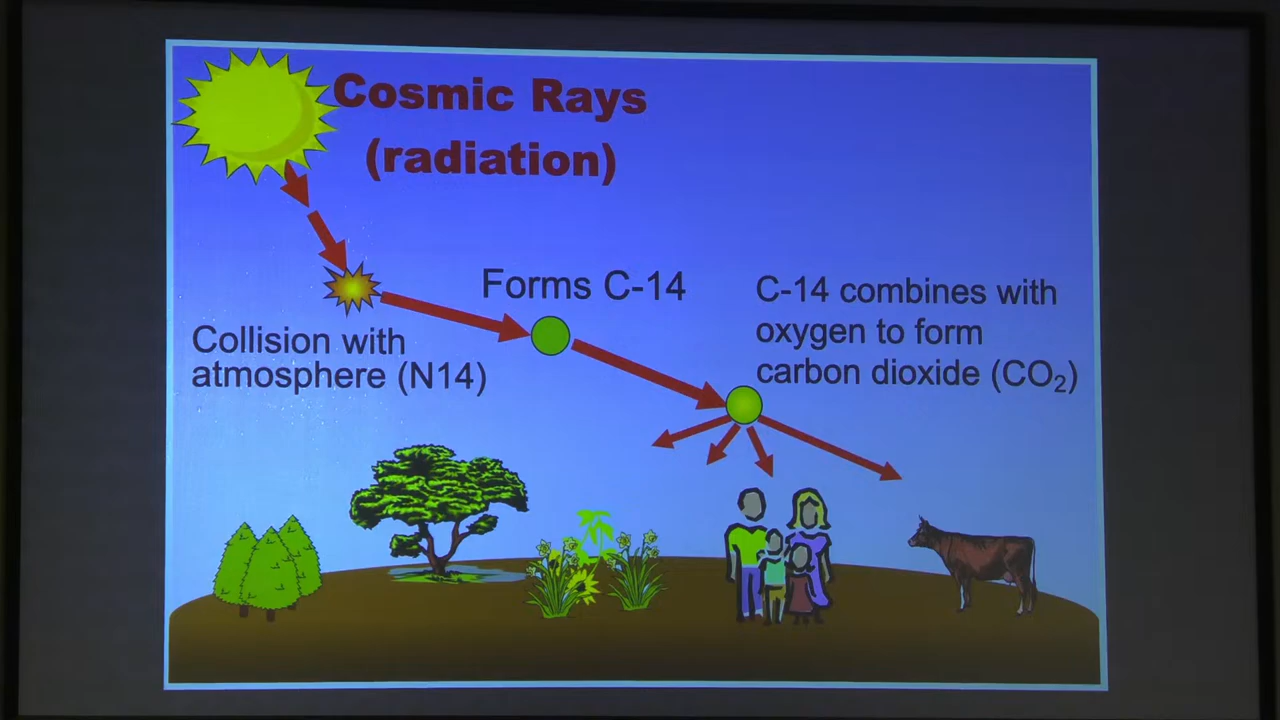 Cosmic Rays
(radiation)
Forms C-14
C-14 combines with
oxygen to form
carbon dioxide (CO₂)
Collision with
atmosphere (N14)